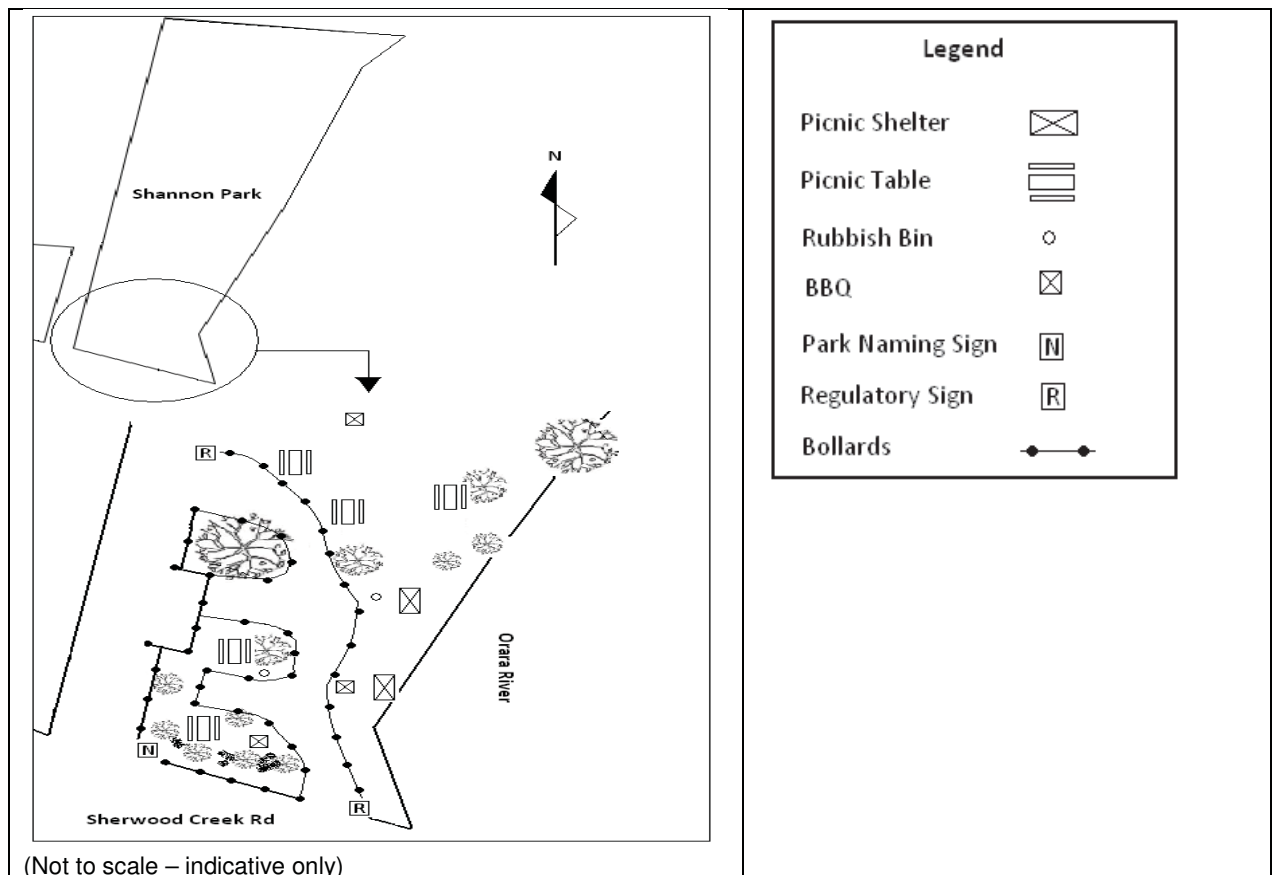 Shannon Park
N
R
Orara River
N
R
Sherwood Creek Rd
(Not to scale – indicative only)
Legend
Picnic Shelter
Picnic Table
Rubbish Bin
BBQ
Park Naming Sign N
Regulatory Sign R
Bollards